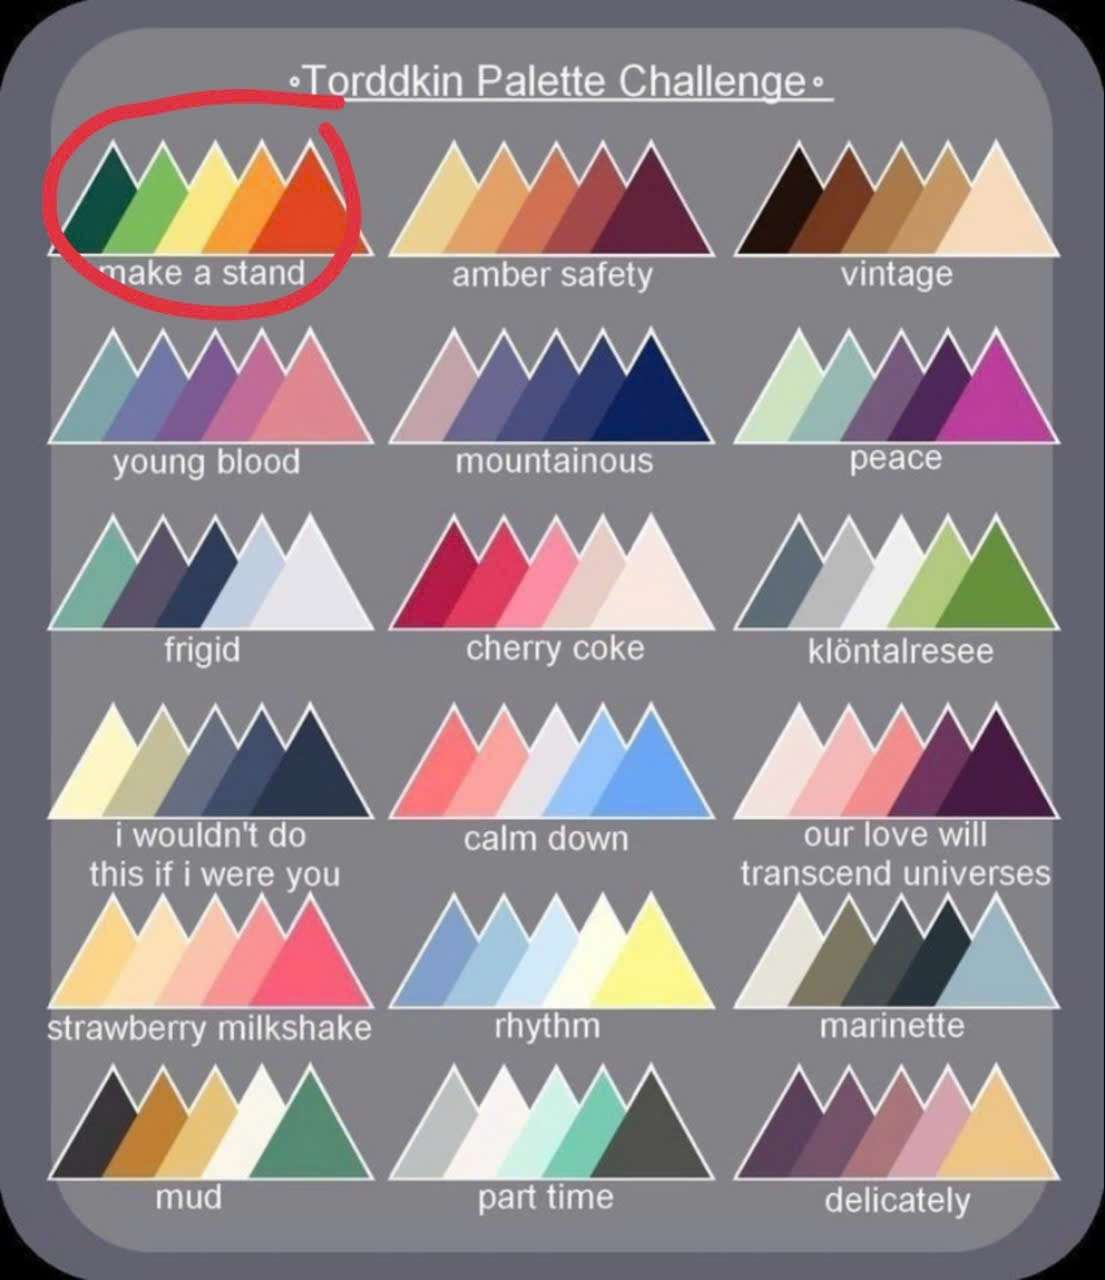 ∘Torddkin Palette Challenge∘
make a stand
amber safety
vintage
young blood
mountainous
peace
frigid
cherry coke
klöntalresee
i wouldn't do
this if i were you
calm down
our love will
transcend universes
strawberry milkshake
rhythm
marinette
mud
part time
delicately